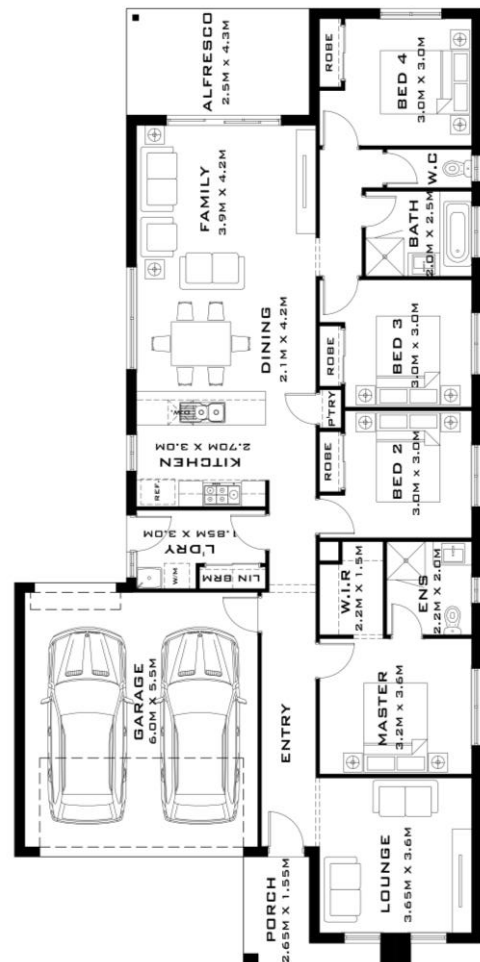 ALFRESCO
2.5M X 4.3M
ROBE
BED 4
3.0M X 3.0M
W.C
FAMILY
3.9M X 4.2M
BATH
2.0M X 2.5M
DINING
2.1M X 4.2M
ROBE
BED 3
3.0M X 3.0M
P'TRY
D/W
KITCHEN
2.70M X 3.0M
REF.
ROBE
BED 2
3.0M X 3.0M
L'DRY
1.85M X 3.0M
W/M
LIN
BRM
W.I.R
2.2M X 1.5M
ENS
2.2M X 2.0M
GARAGE
6.0M X 5.5M
ENTRY
MASTER
3.2M X 3.6M
LOUNGE
3.65M X 3.6M
PORCH
2.65M X 1.55M